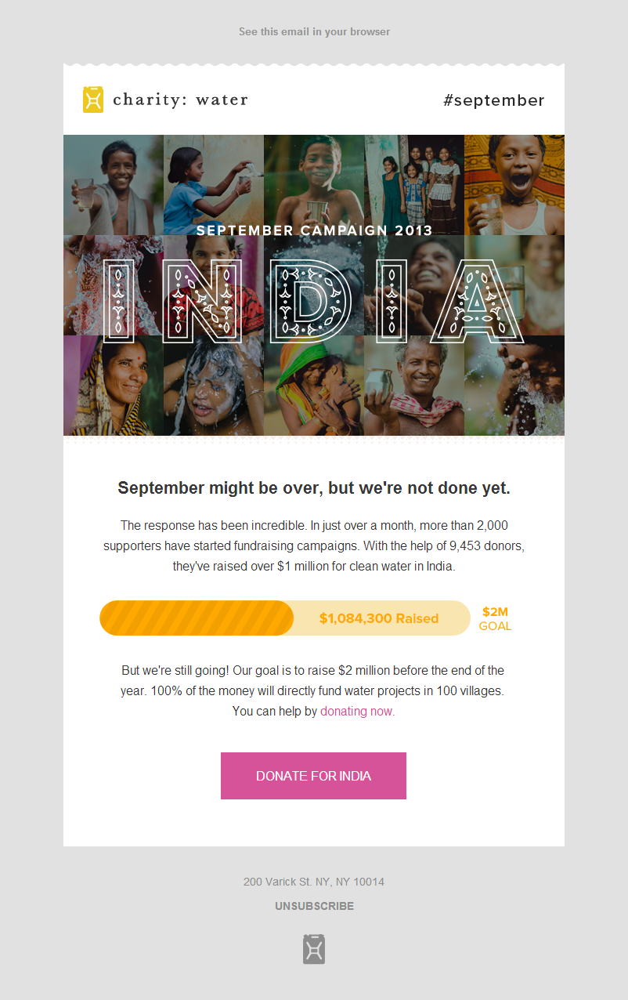 See this email in your browser
charity: water
#september
SEPTEMBER CAMPAIGN 2013
INDIA
September might be over, but we're not done yet.
The response has been incredible. In just over a month, more than 2,000
supporters have started fundraising campaigns. With the help of 9,453 donors,
they've raised over $1 million for clean water in India.
$1,084,300 Raised
$2M
GOAL
But we're still going! Our goal is to raise $2 million before the end of the
year. 100% of the money will directly fund water projects in 100 villages.
You can help by donating now.
DONATE FOR INDIA
200 Varick St. NY, NY 10014
UNSUBSCRIBE